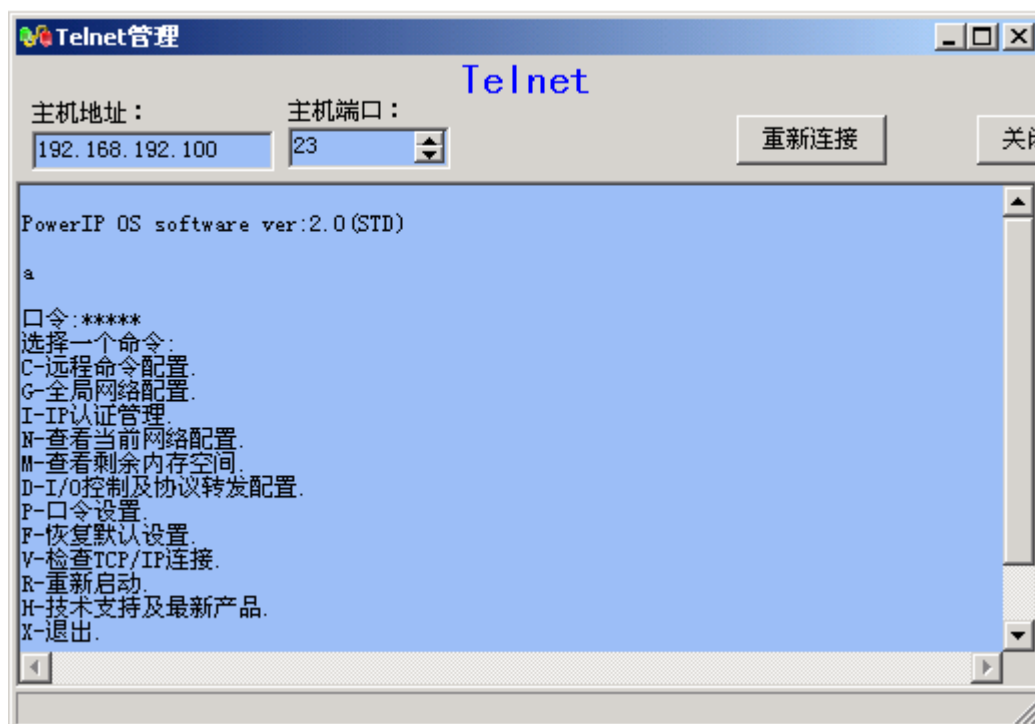 Telnet管理
Telnet
主机地址：
主机端口：
192.168.192.100
23
重新连接
关
PowerIP OS software ver:2.0(STD)
a
口令:*****
选择一个命令:
C-远程命令配置.
G-全局网络配置.
I-IP认证管理.
N-查看当前网络配置.
M-查看剩余内存空间.
D-I/O控制及协议转发配置.
P-口令设置.
F-恢复默认设置.
V-检查TCP/IP连接.
R-重新启动.
H-技术支持及最新产品.
X-退出.